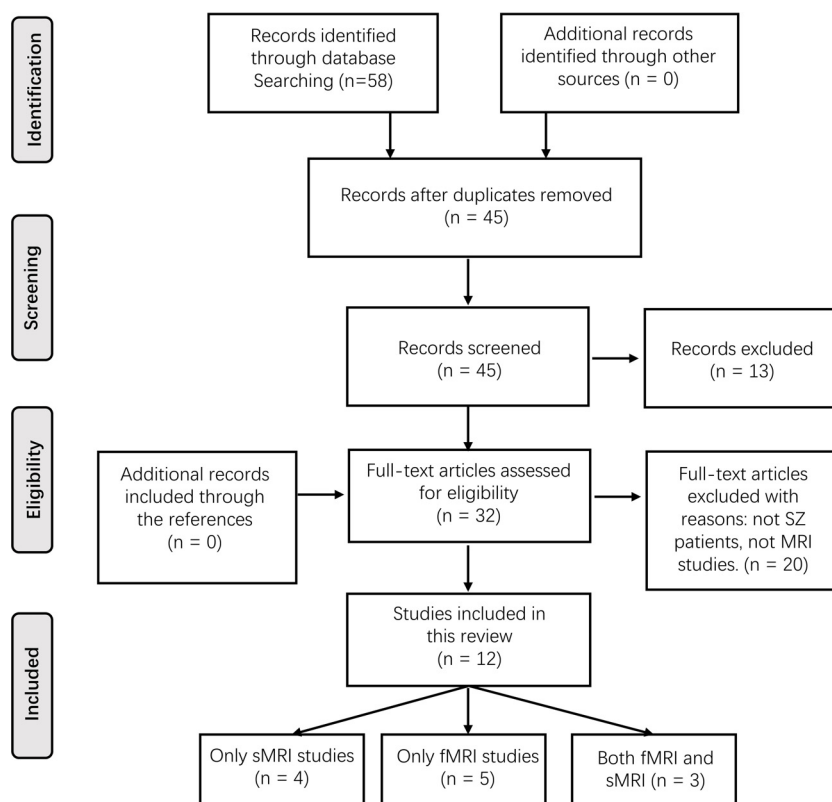 Identification
Records identified
through database
Searching (n=58)
Additional records
identified through other
sources (n = 0)
Records after duplicates removed
(n = 45)
Screening
Records screened
(n = 45)
Records excluded
(n = 13)
Eligibility
Additional records
included through
the references
(n = 0)
Full-text articles assessed
for eligibility
(n = 32)
Full-text articles
excluded with
reasons: not SZ
patients, not MRI
studies. (n = 20)
Included
Studies included in
this review
(n = 12)
Only sMRI studies
(n = 4)
Only fMRI studies
(n = 5)
Both fMRI and
sMRI (n = 3)